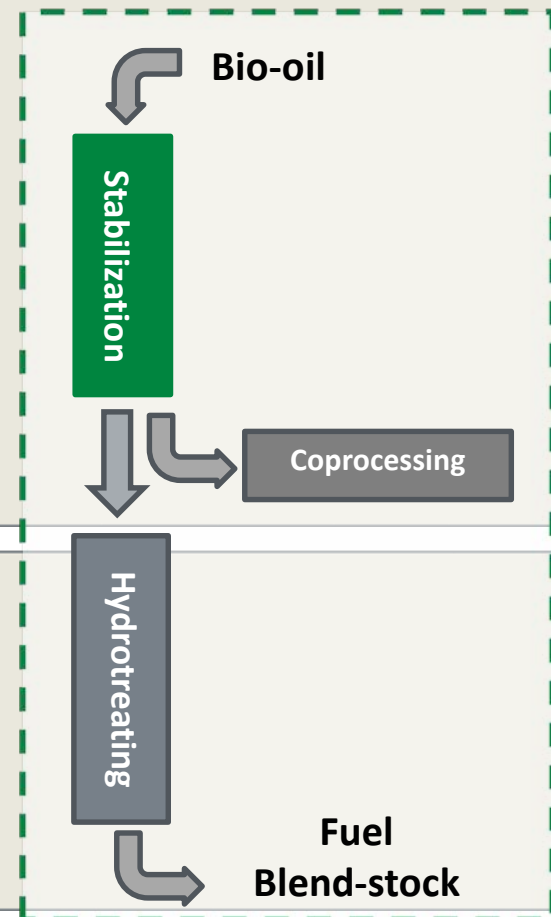 Bio-oil
Stabilization
Coprocessing
Hydrotreating
Fuel
Blend-stock